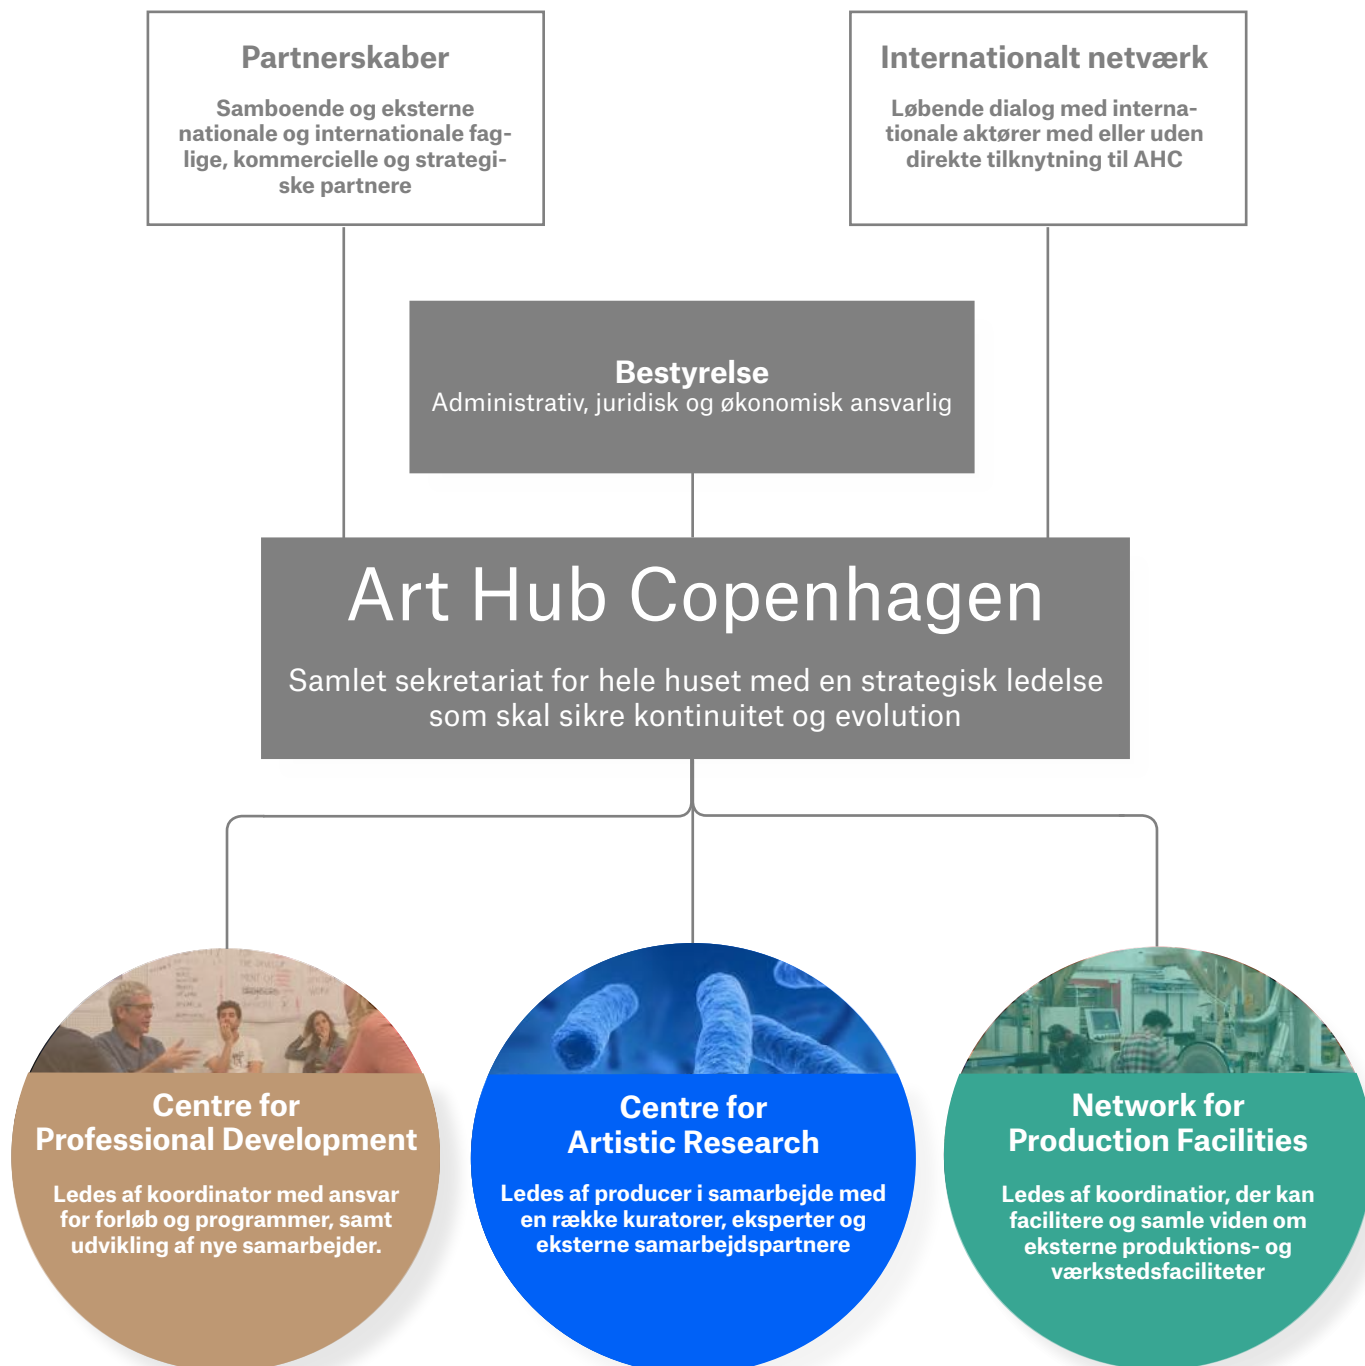 Partnerskaber
Samboende og eksterne
nationale og internationale fag-
lige, kommercielle og strategi-
ske partnere
Internationalt netværk
Løbende dialog med interna-
tionale aktører med eller uden
direkte tilknytning til AHC
Bestyrelse
Administrativ, juridisk og økonomisk ansvarlig
Art Hub Copenhagen
Samlet sekretariat for hele huset med en strategisk ledelse
som skal sikre kontinuitet og evolution
Centre for
Professional Development
Ledes af koordinator med ansvar
for forløb og programmer, samt
udvikling af nye samarbejder.
Centre for
Artistic Research
Ledes af producer i samarbejde med
en række kuratorer, eksperter og
eksterne samarbejdspartnere
Network for
Production Facilities
Ledes af koordinatior, der kan
facilitere og samle viden om
eksterne produktions- og
værkstedsfaciliteter